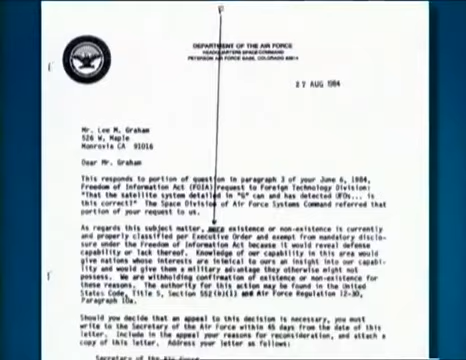 DEPARTMENT OF THE AIR FORCE
HEADQUARTERS SPACE COMMAND
PETERSON AIR FORCE BASE, COLORADO 80914
27 AUG 1984
Mr. Lee M. Graham
526 W. Maple
Monrovia CA 91016
Dear Mr. Graham
This responds to portion of question in paragraph 3 of your June 6, 1984,
Freedom of Information Act (FOIA) request to Foreign Technology Division:
"That the satellite system detailed in "G" can and has detected UFOs... is
this correct?" The Space Division of Air Force Systems Command referred that
portion of your request to us.
As regards this subject matter, mere existence or non-existence is currently
and properly classified per Executive Order and exempt from mandatory disclo-
sure under the Freedom of Information Act because it would reveal defense
capability or lack thereof. Knowledge of our capability in this area would
give nations whose interests are inimical to ours an insight into our capabil-
ity and would give them a military advantage they otherwise might not
possess. We are withholding confirmation of existence or non-existence for
these reasons. The authority for this action may be found in the United
States Code, Title 5, Section 552(b)(1) and Air Force Regulation 12-30,
Paragraph 10a.
Should you decide that an appeal to this decision is necessary, you must
write to the Secretary of the Air Force within 45 days from the date of this
letter. Include in the appeal your reasons for reconsideration, and attach a
copy of this letter. Address your letter as follows:
Secretary of the Air Force